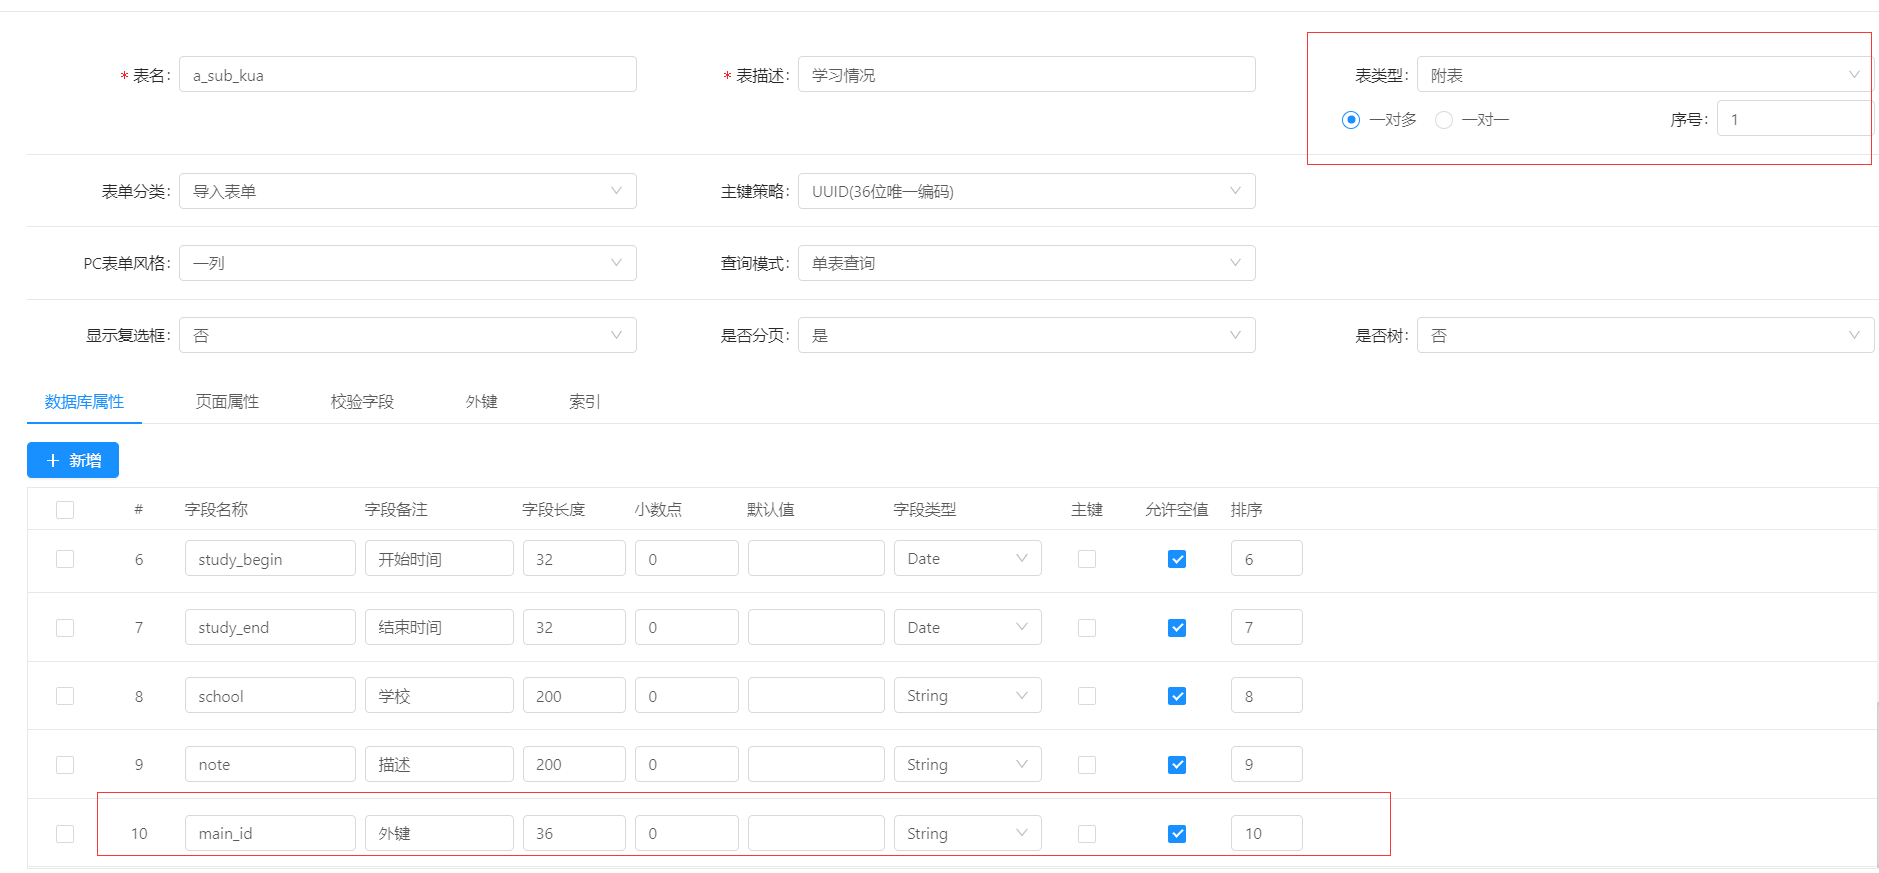 * 表名: a_sub_kua * 表描述: 学习情况 表类型: 附表
一对多 一对一 序号: 1
表单分类: 导入表单 主键策略: UUID(36位唯一编码)
PC表单风格: 一列 查询模式: 单表查询
显示复选框: 否 是否分页: 是 是否树: 否
数据库属性 页面属性 校验字段 外键 索引
+ 新增
# 字段名称 字段备注 字段长度 小数点 默认值 字段类型 主键 允许空值 排序
6 study_begin 开始时间 32 0 Date 6
7 study_end 结束时间 32 0 Date 7
8 school 学校 200 0 String 8
9 note 描述 200 0 String 9
10 main_id 外键 36 0 String 10